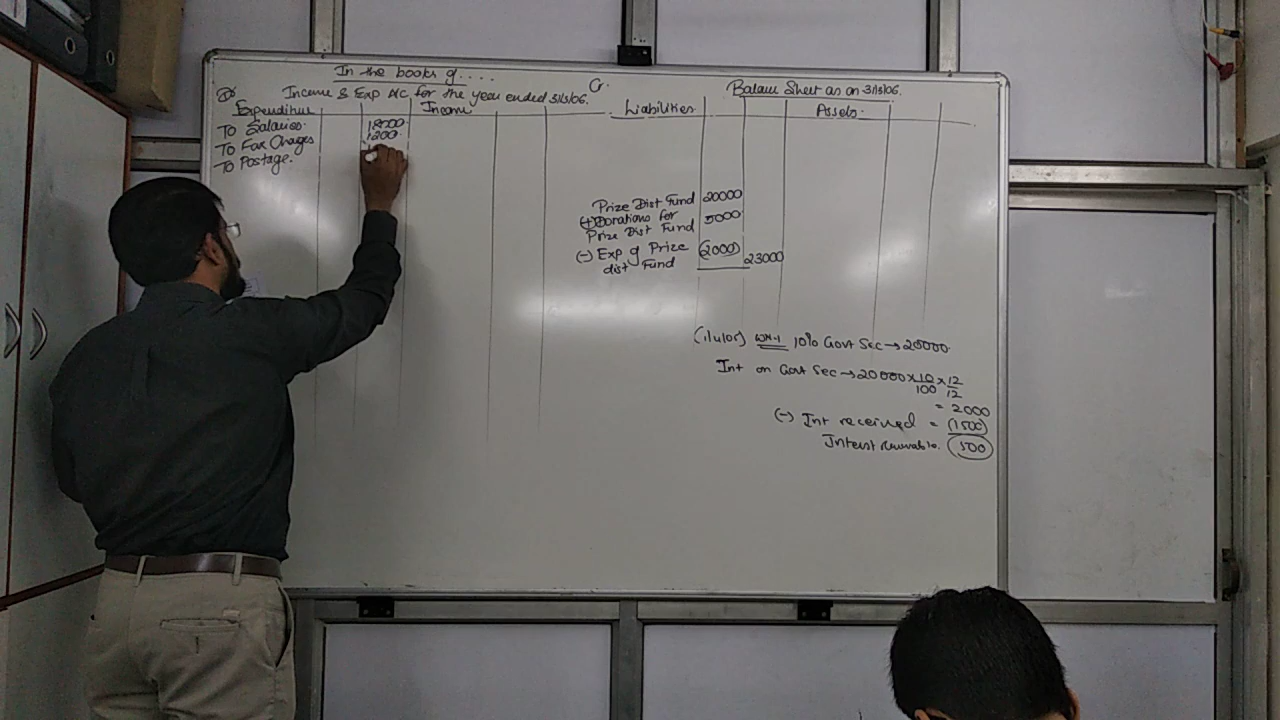 In the books of ....
Dr Income & Exp A/C for the year ended 31/3/06. Cr.
Expenditure Income
To Salaries. 18000
To Fax Charges 1200
To Postage.
Balance Sheet as on 31/3/06.
Liabilities Assets.
Prize Dist Fund 20000
(+) Donations for 5000
Prize Dist Fund
(-) Exp of Prize (2000) 23000
dist Fund
(1/4/05) WN-1 10% Govt Sec → 20000
Int on Govt Sec → 20000 × 10/100 × 12/12
= 2000
(-) Int received = (1500)
Interest receivable. 500